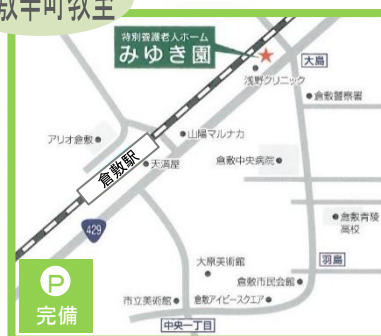 敷幸町教室
特別養護老人ホーム
みゆき園
大島
浅野クリニック
倉敷警察署
アリオ倉敷
山陽マルナカ
倉敷駅
天満屋
倉敷中央病院
倉敷青陵
高校
429
羽島
大原美術館
倉敷市民会館
市立美術館
倉敷アイビースクエア
中央一丁目
P
完備